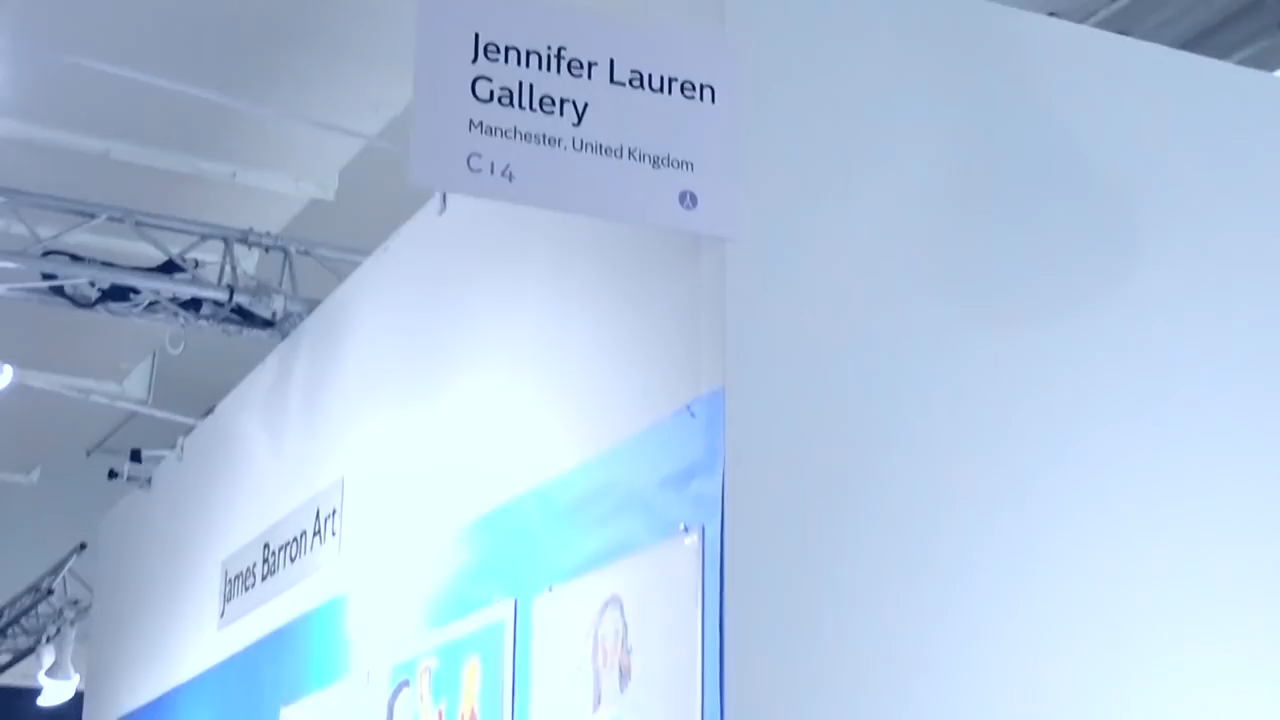 Jennifer Lauren
Gallery
Manchester, United Kingdom
C14
James Barron Art